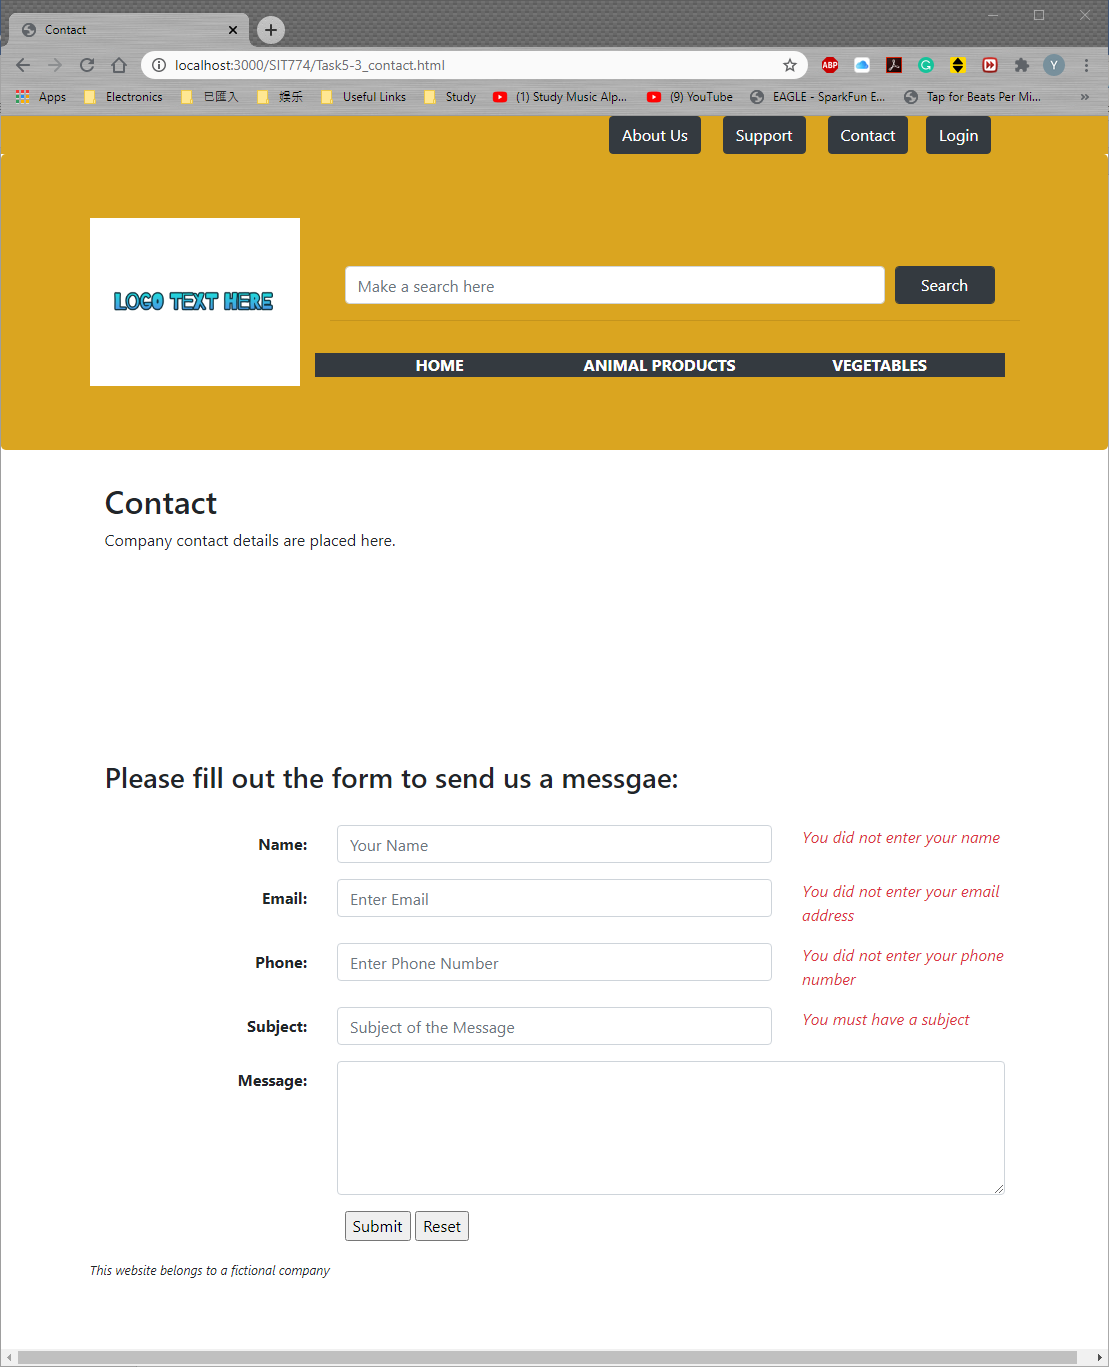 Contact
localhost:3000/SIT774/Task5-3_contact.html
ABP
Y
Apps Electronics 已匯入 娱乐 Useful Links Study (1) Study Music Alp... (9) YouTube EAGLE - SparkFun E... Tap for Beats Per Mi... »
About Us Support Contact Login
LOGO TEXT HERE
Make a search here Search
HOME ANIMAL PRODUCTS VEGETABLES
Contact
Company contact details are placed here.
Please fill out the form to send us a messgae:
Name: Your Name You did not enter your name
Email: Enter Email You did not enter your email
address
Phone: Enter Phone Number You did not enter your phone
number
Subject: Subject of the Message You must have a subject
Message:
Submit Reset
This website belongs to a fictional company